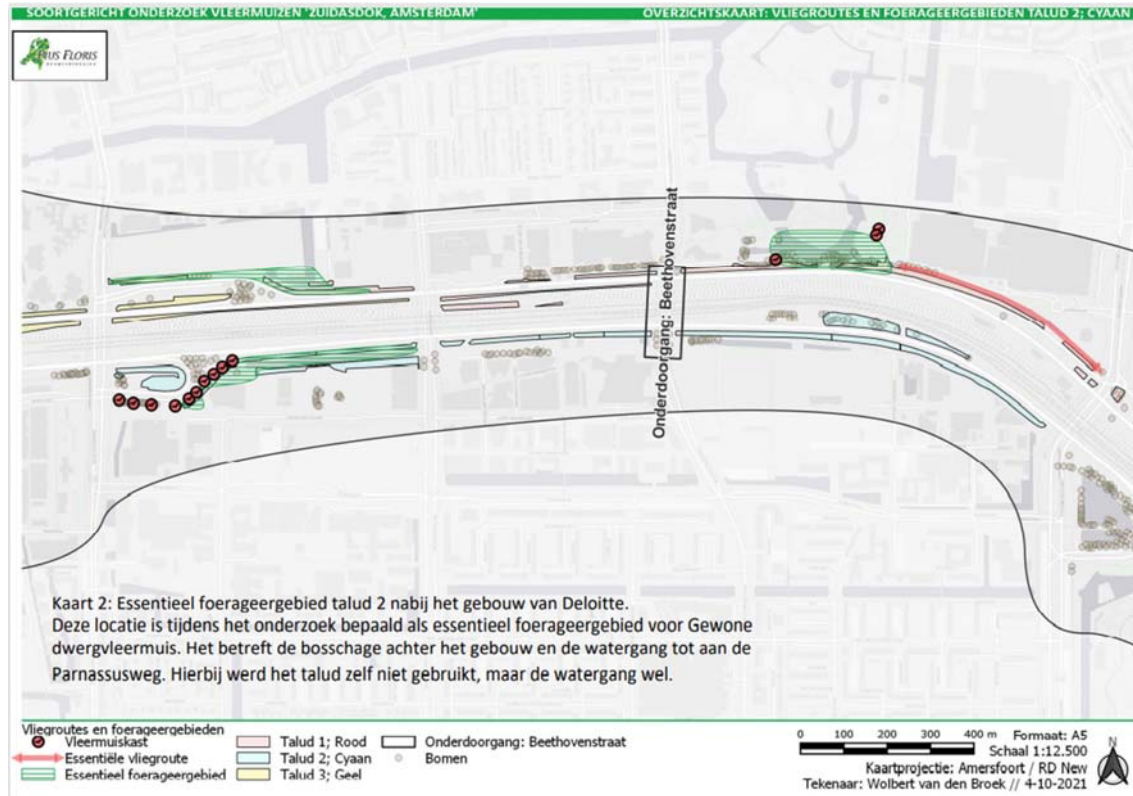 SOORTGERICHT ONDERZOEK VLEERMUIZEN 'ZUIDASDOK, AMSTERDAM'
OVERZICHTSKAART: VLIEGROUTES EN FOERAGEERGEBIEDEN TALUD 2; CYAAN
PIUS FLORIS
BOOMVERZORGING
Onderdoorgang: Beethovenstraat
Kaart 2: Essentieel foerageergebied talud 2 nabij het gebouw van Deloitte.
Deze locatie is tijdens het onderzoek bepaald als essentieel foerageergebied voor Gewone
dwergvleermuis. Het betreft de bosschage achter het gebouw en de watergang tot aan de
Parnassusweg. Hierbij werd het talud zelf niet gebruikt, maar de watergang wel.
Vliegroutes en foerageergebieden
Vleermuiskast
Essentiële vliegroute
Essentieel foerageergebied
Talud 1; Rood
Talud 2; Cyaan
Talud 3; Geel
Onderdoorgang: Beethovenstraat
Bomen
0 100 200 300 400 m
Formaat: A5
Schaal 1:12.500
Kaartprojectie: Amersfoort / RD New
Tekenaar: Wolbert van den Broek // 4-10-2021
N